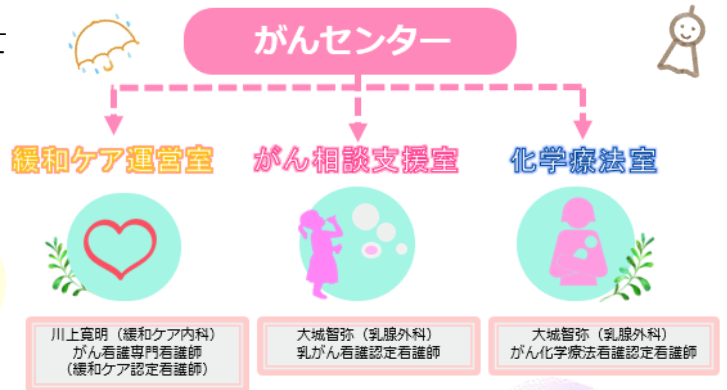 がんセンター
緩和ケア運営室
がん相談支援室
化学療法室
川上寛明（緩和ケア内科）
がん看護専門看護師
（緩和ケア認定看護師）
大城智弥（乳腺外科）
乳がん看護認定看護師
大城智弥（乳腺外科）
がん化学療法看護認定看護師